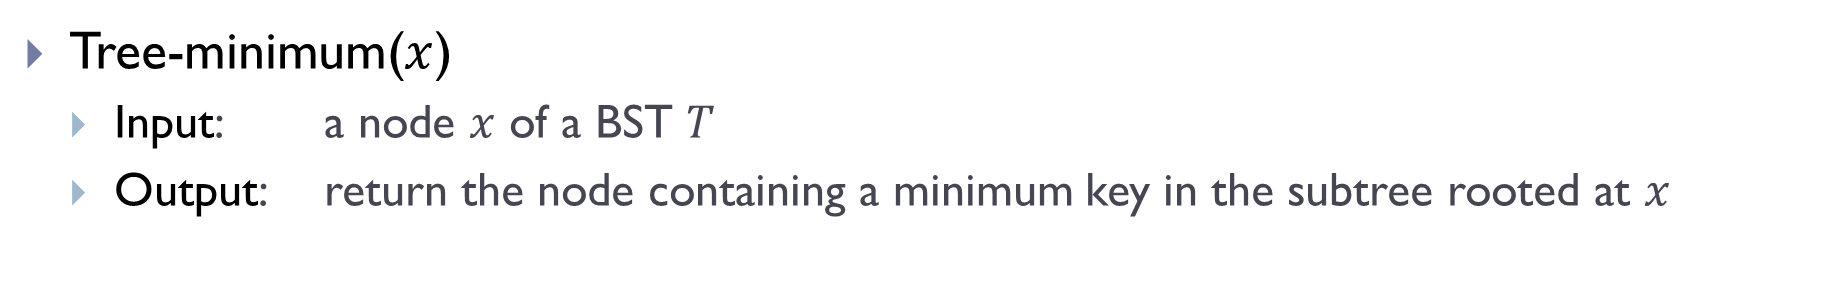 Tree-minimum(x)
Input: a node x of a BST T
Output: return the node containing a minimum key in the subtree rooted at x